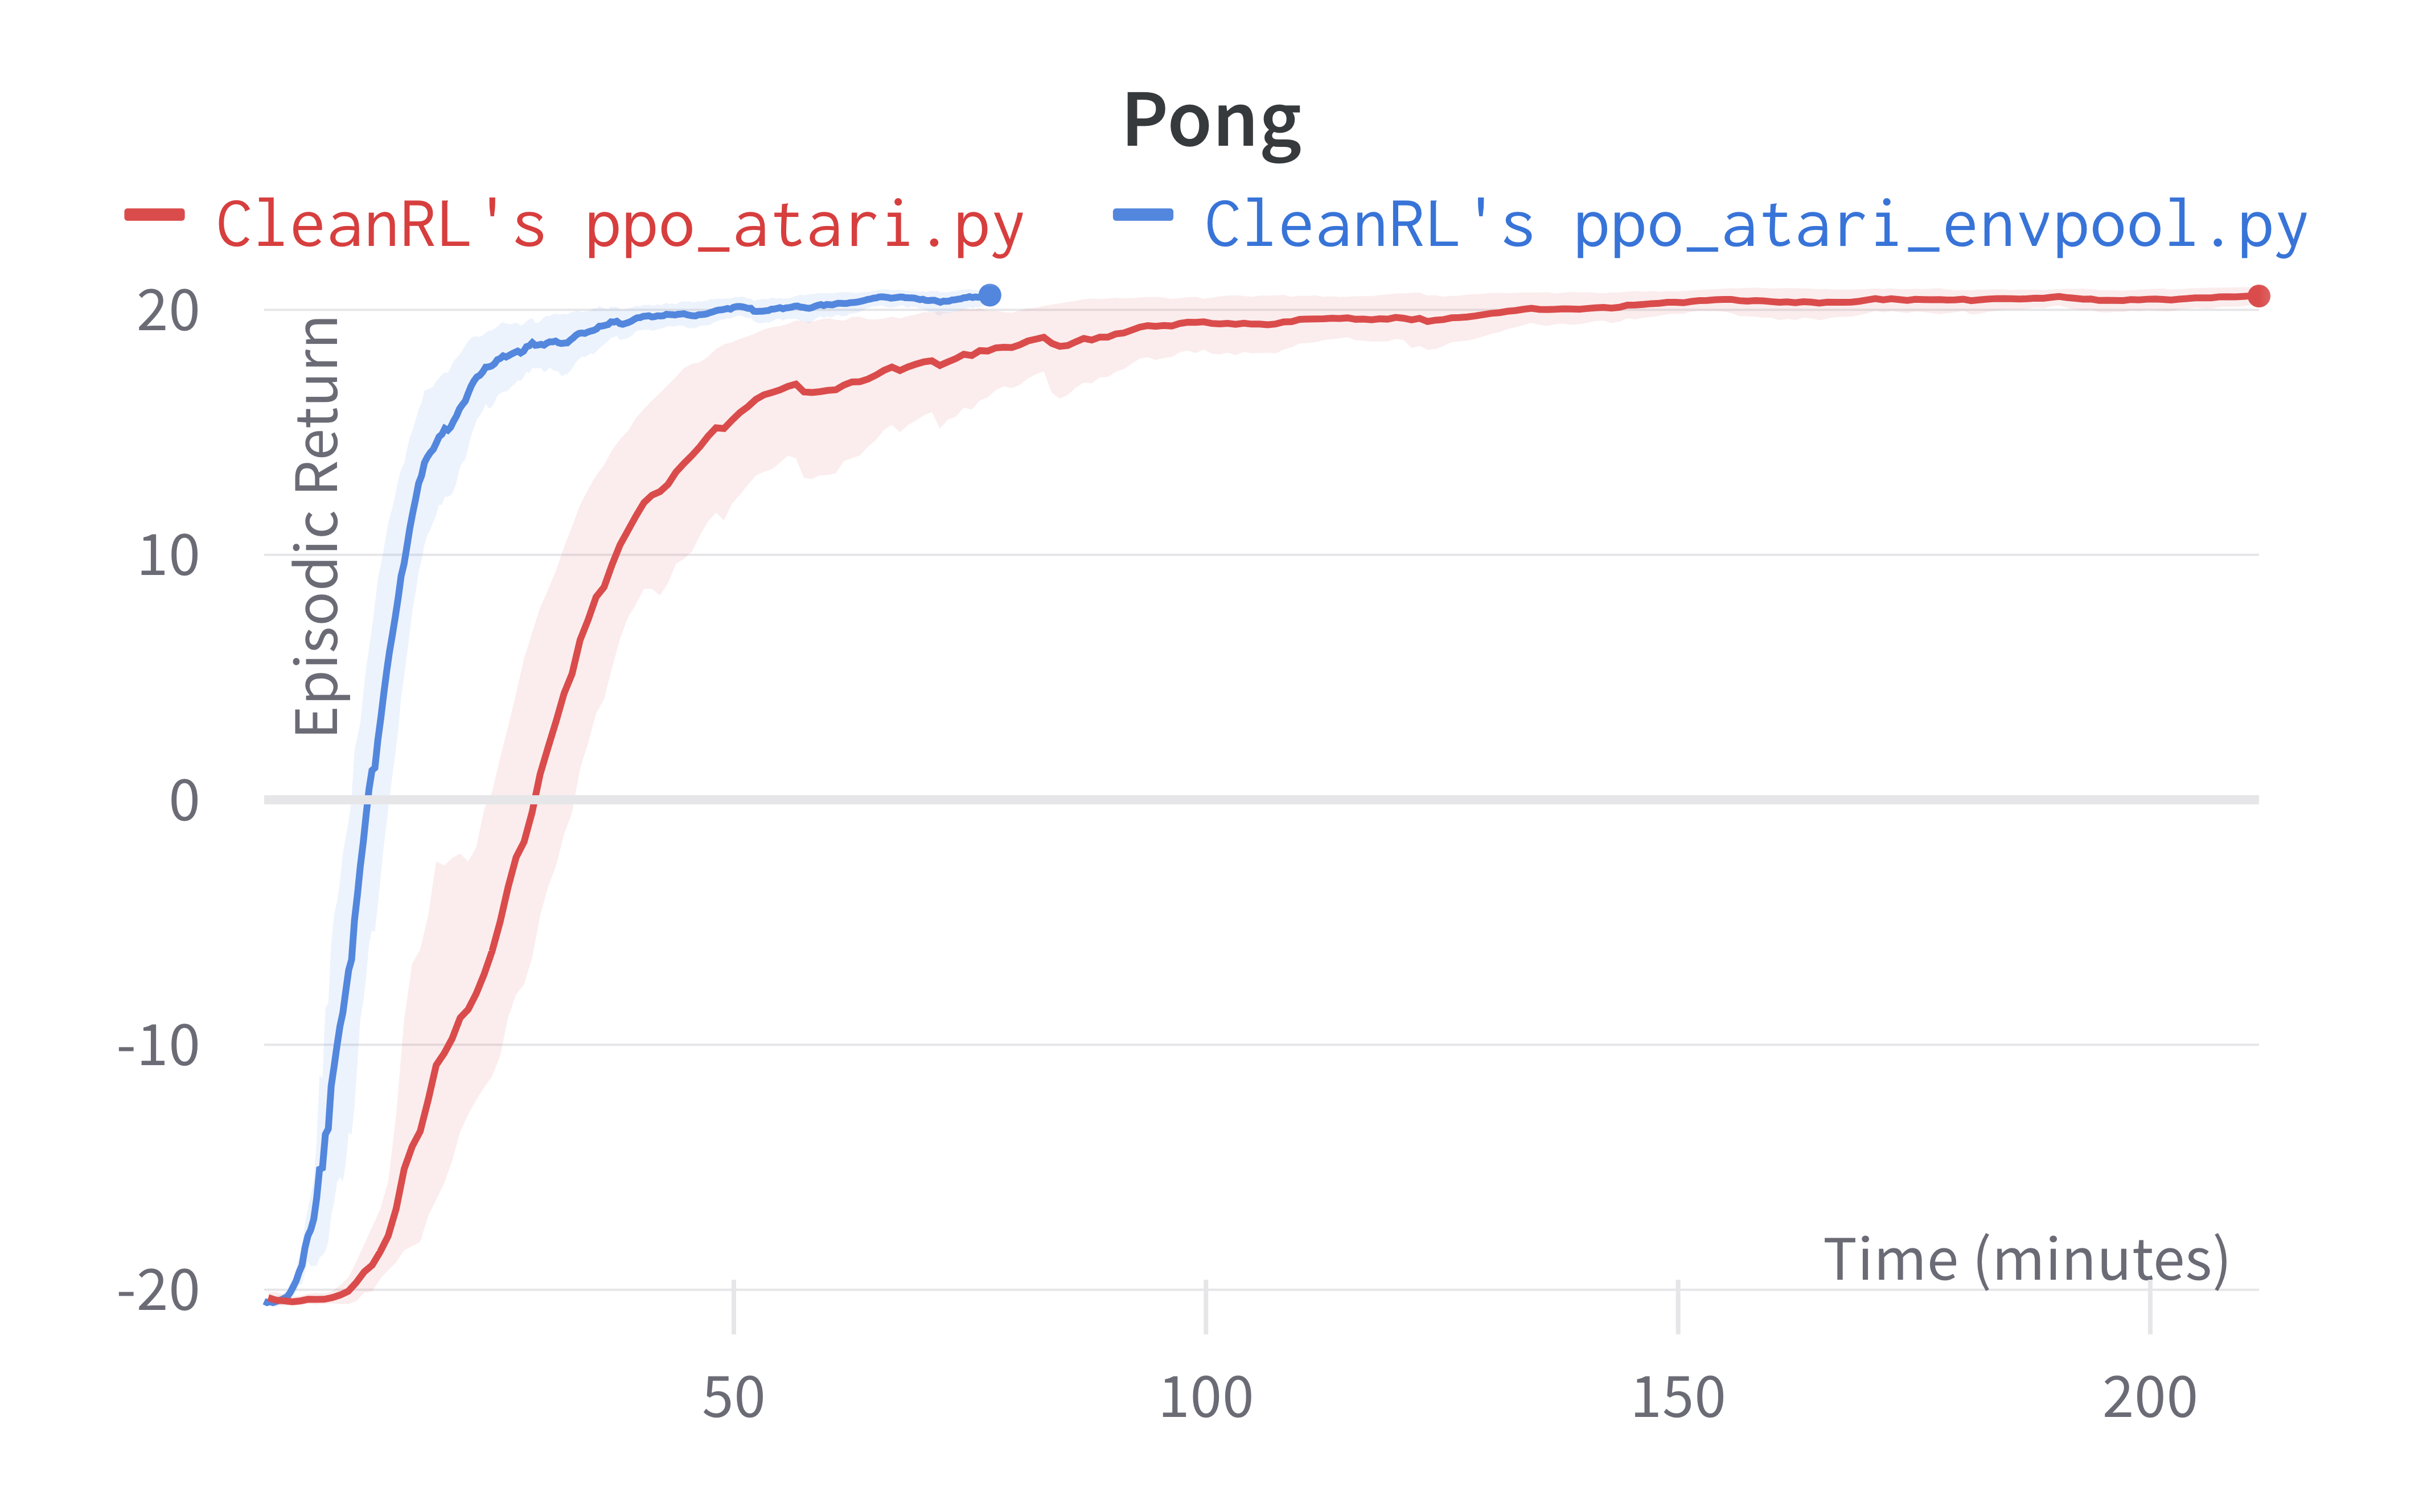 Pong
CleanRL's ppo_atari.py
CleanRL's ppo_atari_envpool.py
20
10
0
-10
-20
Episodic Return
Time (minutes)
50
100
150
200